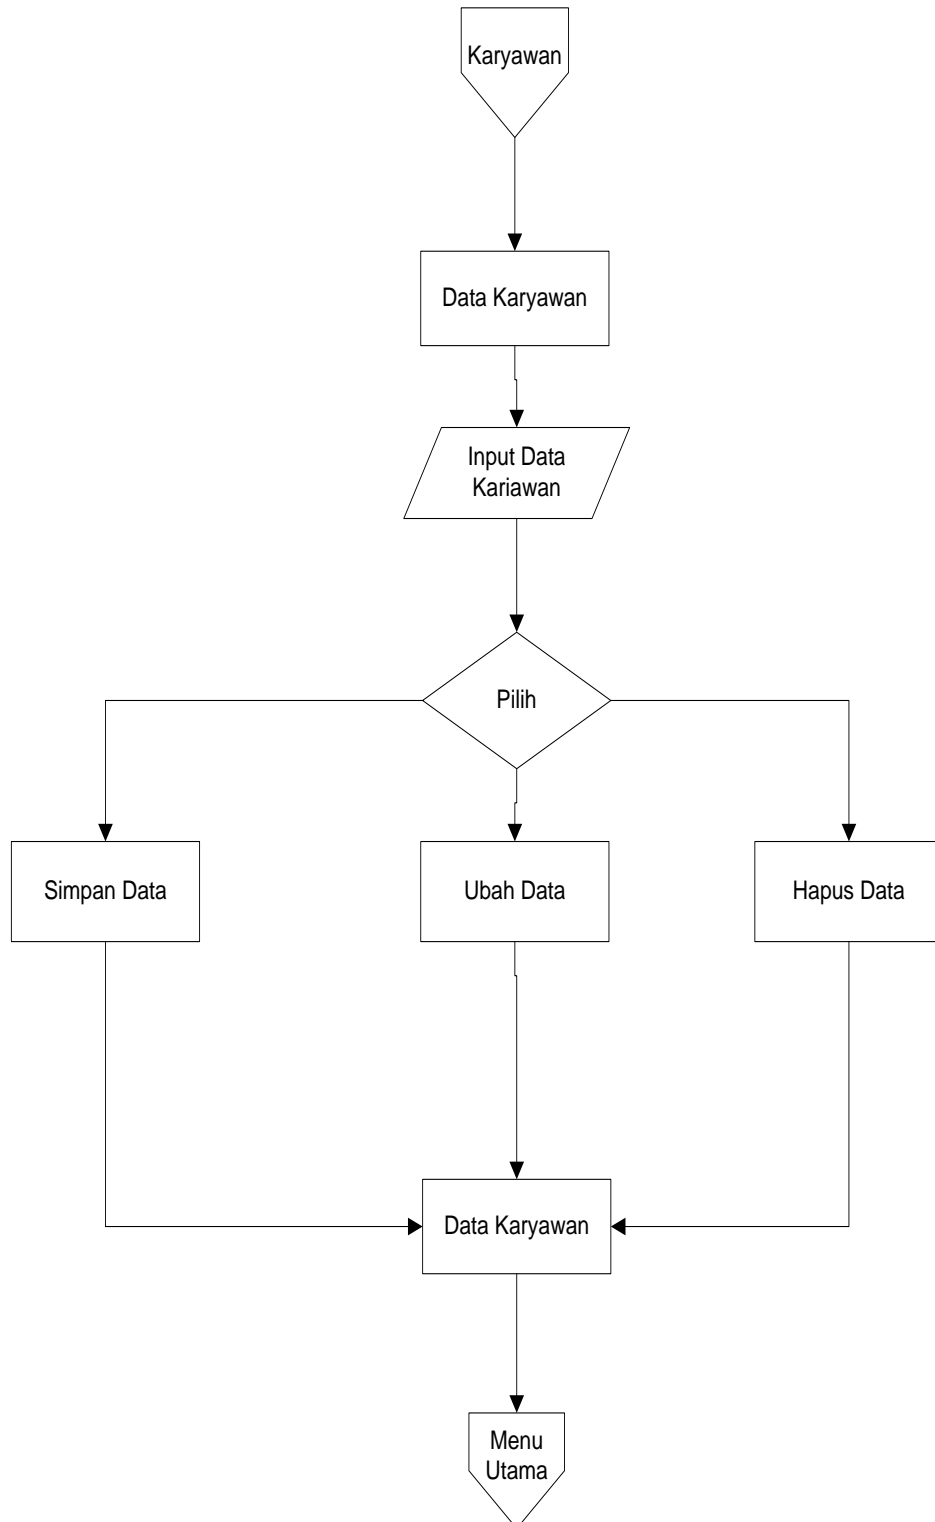 Karyawan
Data Karyawan
Input Data
Kariawan
Pilih
Simpan Data
Ubah Data
Hapus Data
Data Karyawan
Menu
Utama